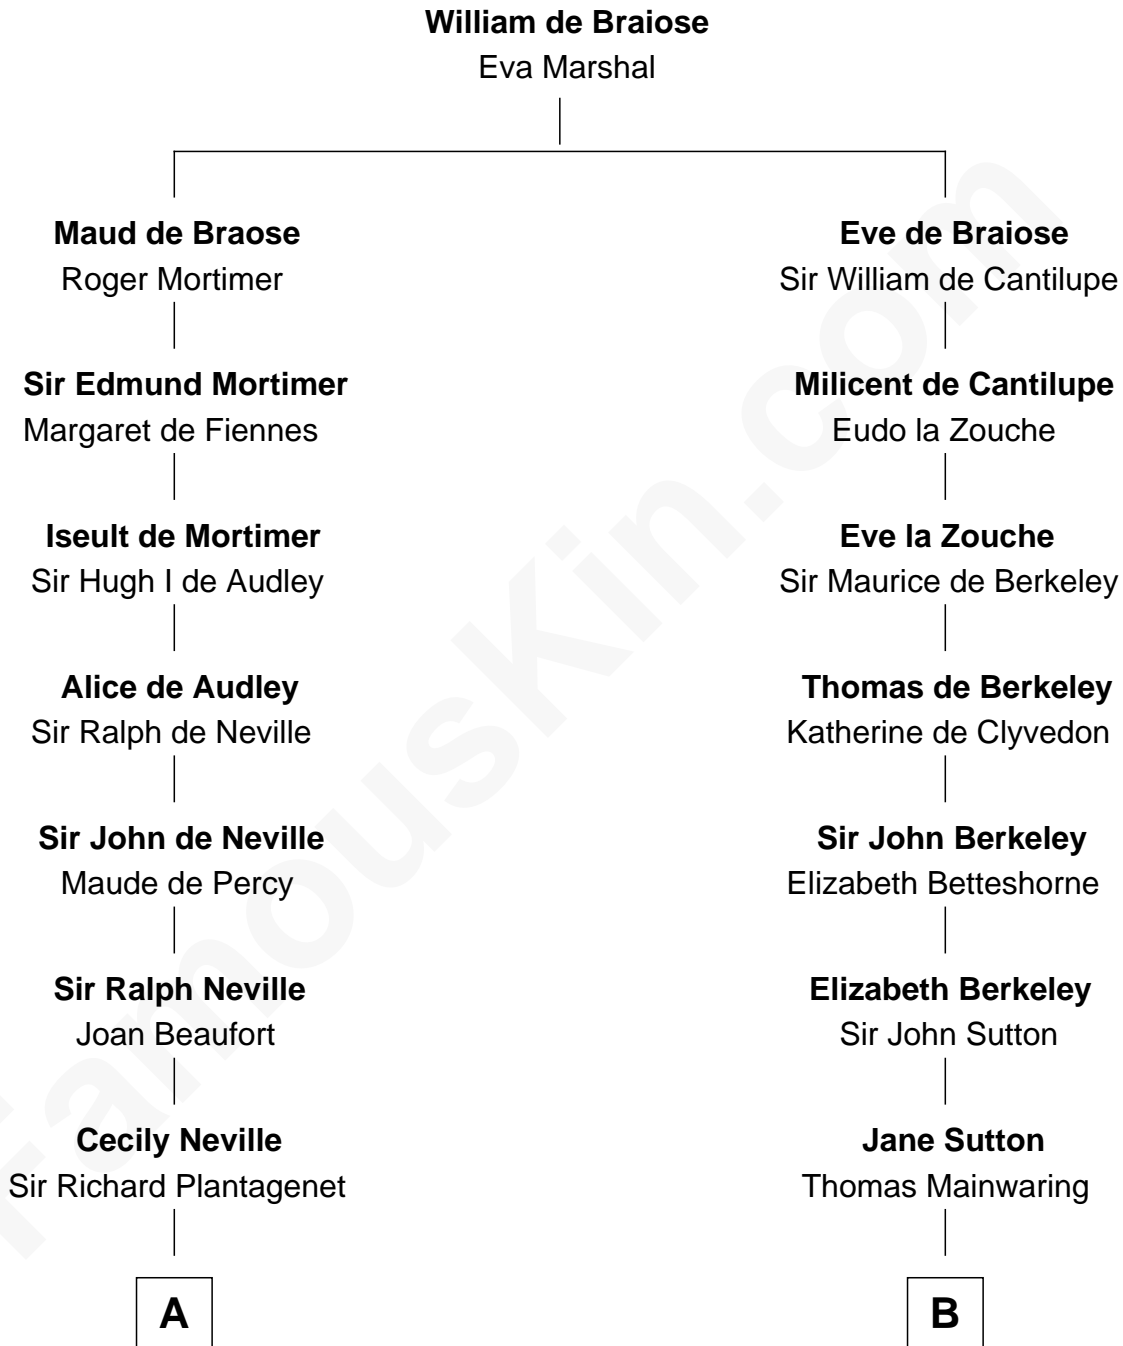 William de Braiose
Eva Marshal
Maud de Braose
Roger Mortimer
Eve de Braiose
Sir William de Cantilupe
Sir Edmund Mortimer
Margaret de Fiennes
Milicent de Cantilupe
Eudo la Zouche
Iseult de Mortimer
Sir Hugh I de Audley
Eve la Zouche
Sir Maurice de Berkeley
Alice de Audley
Sir Ralph de Neville
Thomas de Berkeley
Katherine de Clyvedon
Sir John de Neville
Maude de Percy
Sir John Berkeley
Elizabeth Betteshorne
Sir Ralph Neville
Joan Beaufort
Elizabeth Berkeley
Sir John Sutton
Cecily Neville
Sir Richard Plantagenet
Jane Sutton
Thomas Mainwaring
A
B
FamousKin.com